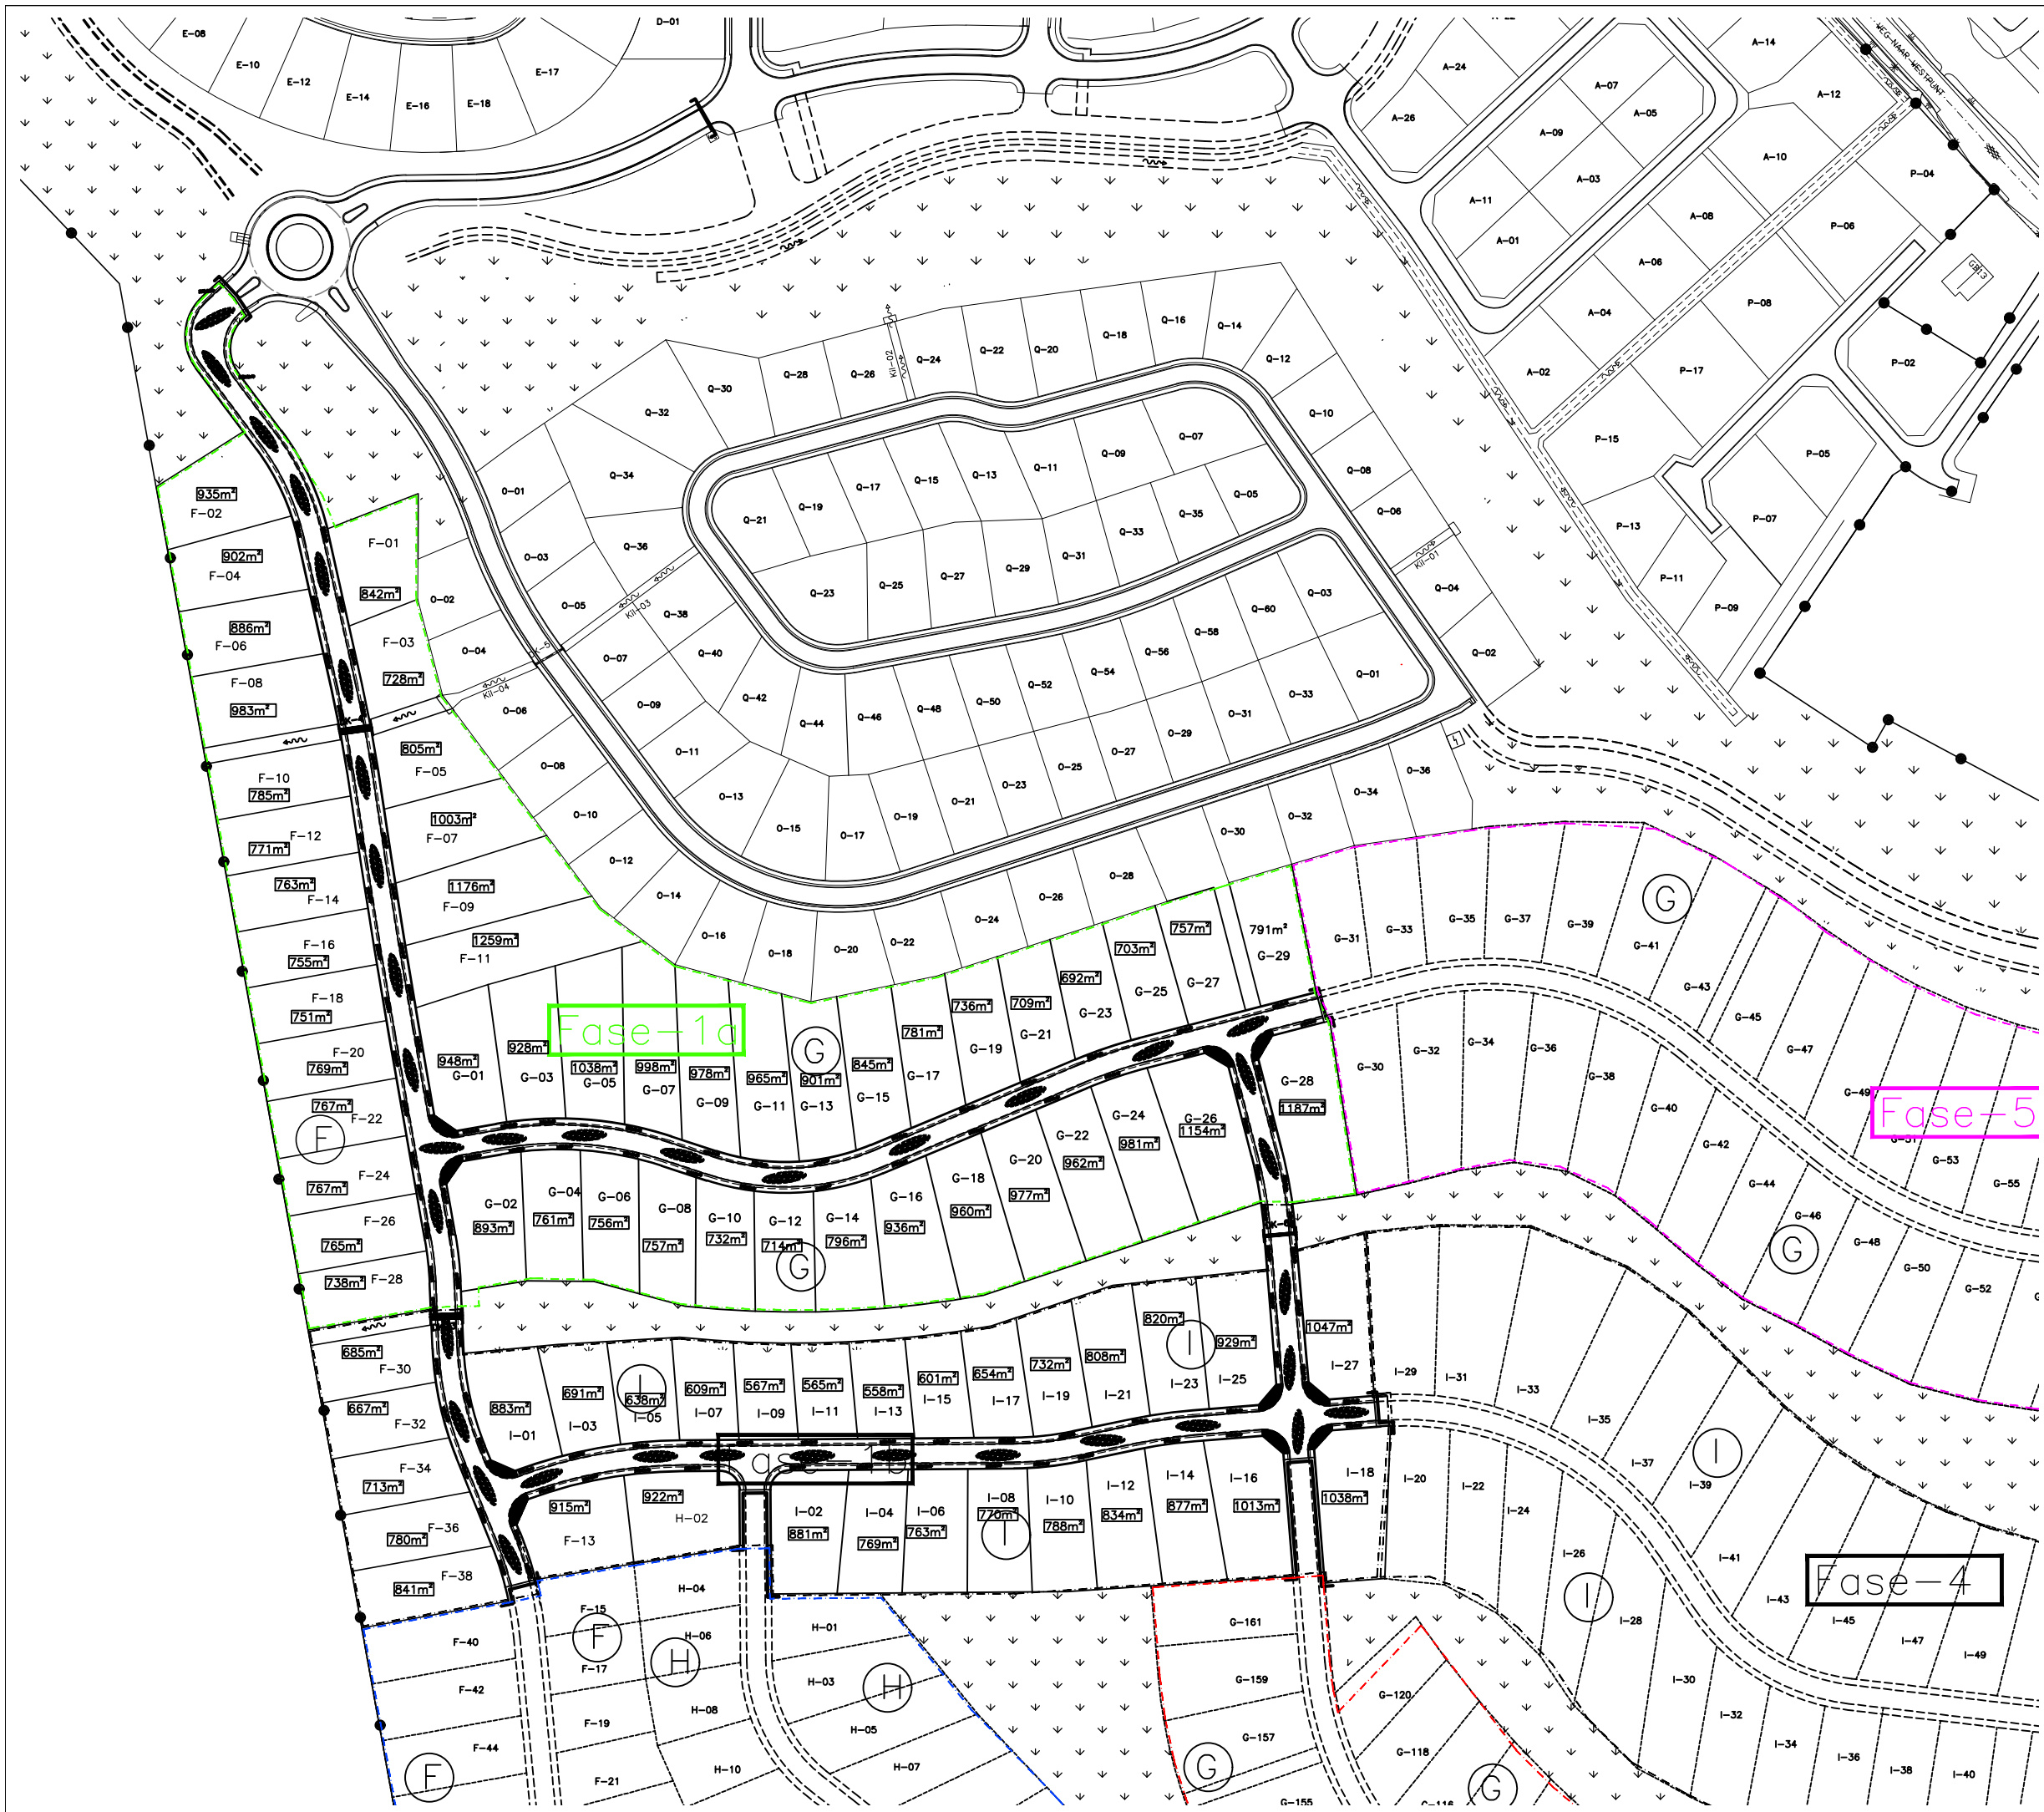 E-08
E-10
E-12
E-14
E-16
E-18
E-17
D-01
A-24
A-26
A-14
A-12
A-10
A-07
A-05
A-09
A-03
A-11
A-01
A-08
A-06
A-04
A-02
WEG-NAAR-WESTPUNT
P-04
P-06
P-08
P-02
P-17
P-15
P-05
P-13
P-07
P-11
P-09
GB13
Q-30
Q-28
Q-26
Kil-02
Q-24
Q-22
Q-20
Q-18
Q-16
Q-14
Q-12
Q-10
Q-08
Q-06
Kil-01
Q-04
Q-02
Q-32
Q-34
Q-36
Kil-03
Q-38
Q-40
Q-42
Q-44
Q-46
Q-48
Q-50
Q-52
Q-54
Q-56
Q-58
Q-60
Q-03
Q-01
Q-21
Q-19
Q-17
Q-15
Q-13
Q-11
Q-09
Q-07
Q-05
Q-35
Q-33
Q-31
Q-29
Q-27
Q-25
Q-23
O-01
O-03
O-05
O-07
O-09
O-11
O-13
O-15
O-17
O-19
O-21
O-23
O-25
O-27
O-29
O-31
O-33
O-02
O-04
Kil-04
O-06
O-08
O-10
O-12
O-14
O-16
O-18
O-20
O-22
O-24
O-26
O-28
O-30
O-32
O-34
O-36
935m²
F-02
902m²
F-04
886m²
F-06
F-08
983m²
F-10
785m²
F-12
771m²
763m²
F-14
F-16
755m²
F-18
751m²
F-20
769m²
767m²
F-22
F
F-24
767m²
F-26
765m²
738m²
F-28
F-01
842m²
F-03
728m²
805m²
F-05
1003m²
F-07
1176m²
F-09
1259m²
F-11
Fase-1a
G
948m²
G-01
928m²
G-03
1038m²
G-05
998m²
G-07
978m²
G-09
965m²
G-11
901m²
G-13
845m²
G-15
781m²
G-17
736m²
G-19
709m²
G-21
692m²
G-23
703m²
G-25
757m²
G-27
791m²
G-29
G-02
893m²
G-04
761m²
G-06
756m²
G-08
757m²
G-10
732m²
G-12
714m²
G
G-14
796m²
G-16
936m²
G-18
960m²
G-20
977m²
G-22
962m²
G-24
981m²
G-26
1154m²
G-28
1187m²
G-31
G-33
G-35
G-37
G-39
G
G-41
G-43
G-45
G-47
G-49
Fase-5
G-51
G-53
G-55
G-30
G-32
G-34
G-36
G-38
G-40
G-42
G-44
G-46
G
G-48
G-50
G-52
685m²
F-30
667m²
F-32
F-34
713m²
F-36
780m²
F-38
841m²
883m²
I-01
691m²
I-03
I
638m²
I-05
609m²
I-07
567m²
I-09
565m²
I-11
558m²
I-13
601m²
I-15
654m²
I-17
732m²
I-19
808m²
I-21
820m²
I
I-23
929m²
I-25
1047m²
I-27
I-29
I-31
I-33
I-35
I-37
I-39
I
I-41
I-43
I-45
I-47
I-49
Fase-4
Fase-1b
915m²
F-13
922m²
H-02
I-02
881m²
I-04
769m²
I-06
763m²
I-08
770m²
I
I-10
788m²
I-12
834m²
I-14
877m²
I-16
1013m²
I-18
1038m²
I-20
I-22
I-24
I-26
I
I-28
I-30
I-32
I-34
I-36
I-38
I-40
F-40
F-42
F-44
F
F-15
F
F-17
F-19
F-21
H-04
H-06
H
H-08
H-10
H-01
H-03
H
H-05
H-07
G-161
G-159
G-157
G
G-155
G-120
G-118
G
G-116